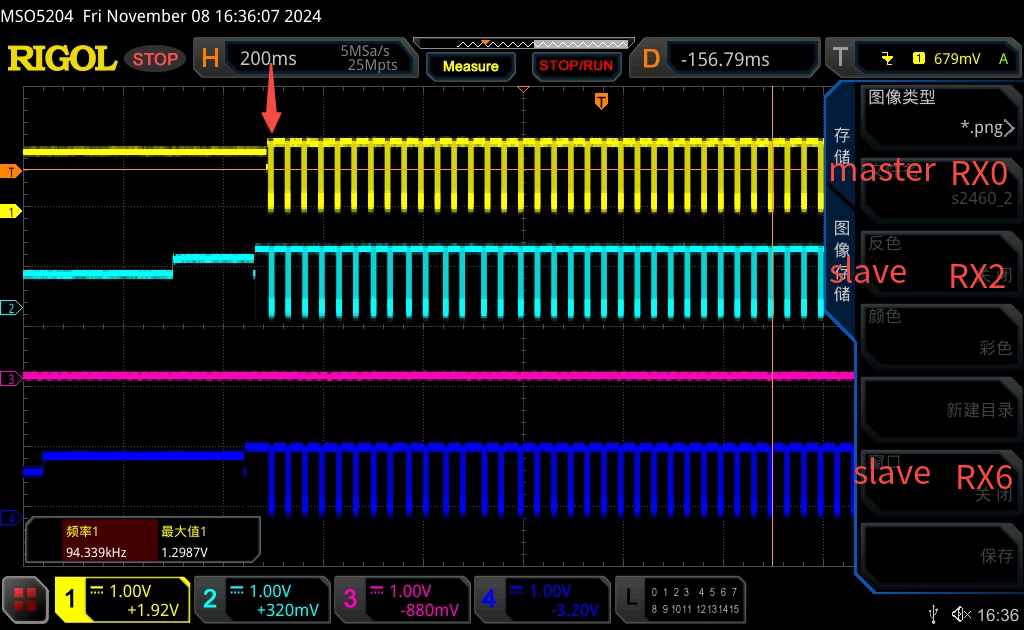 MSO5204 Fri November 08 16:36:07 2024
RIGOL STOP H 200ms 5MSa/s 25Mpts Measure STOP/RUN D -156.79ms T 1 679mV A
T
图像类型
*.png
存储
master RX0
s2460_2
T
1
图像存储
反色
关闭
slave RX2
2
颜色
彩色
3
新建目录
窗口
关闭
slave RX6
4
频率1 最大值1
94.339kHz 1.2987V
保存
1 1.00V +1.92V
2 1.00V +320mV
3 1.00V -880mV
4 1.00V -3.20V
L 0 1 2 3 4 5 6 7
8 9 10 11 12 13 14 15
16:36